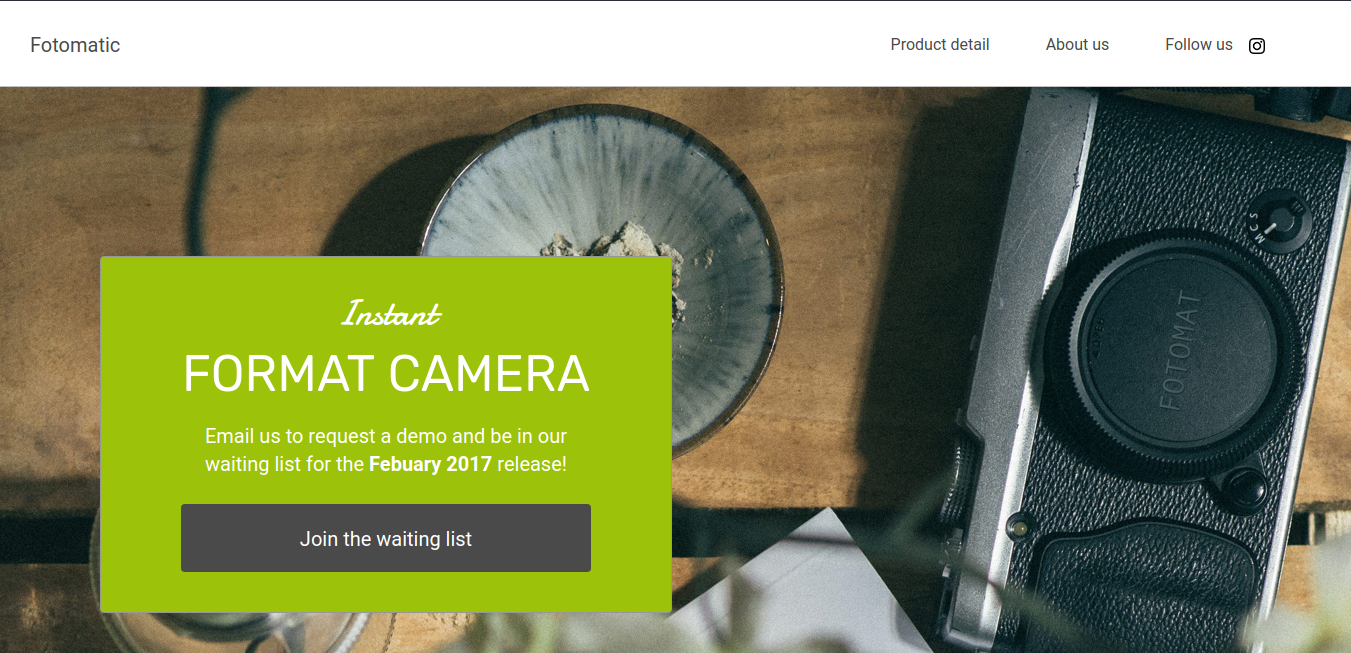 Fotomatic
Product detail
About us
Follow us
Instant
FORMAT CAMERA
Email us to request a demo and be in our
waiting list for the Febuary 2017 release!
Join the waiting list
FOTOMAT
S
C
M